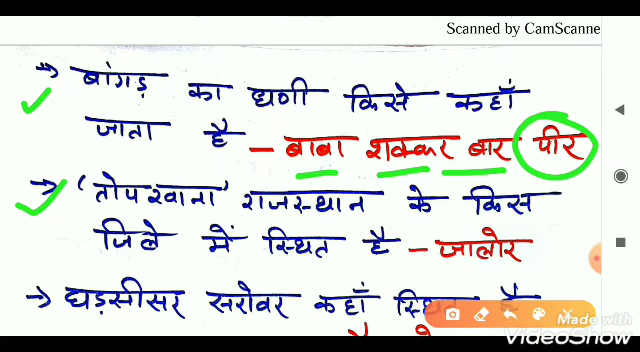 Scanned by CamScanne
→ बांगड़ का धणी किसे कहाँ
जाता है - बाबा शक्कर बार पीर
→ 'तोपखाना' राजस्थान के किस
जिले में स्थित है - जालोर
→ घड़सीसर सरोवर कहाँ स्थित है
Made with
VideoShow